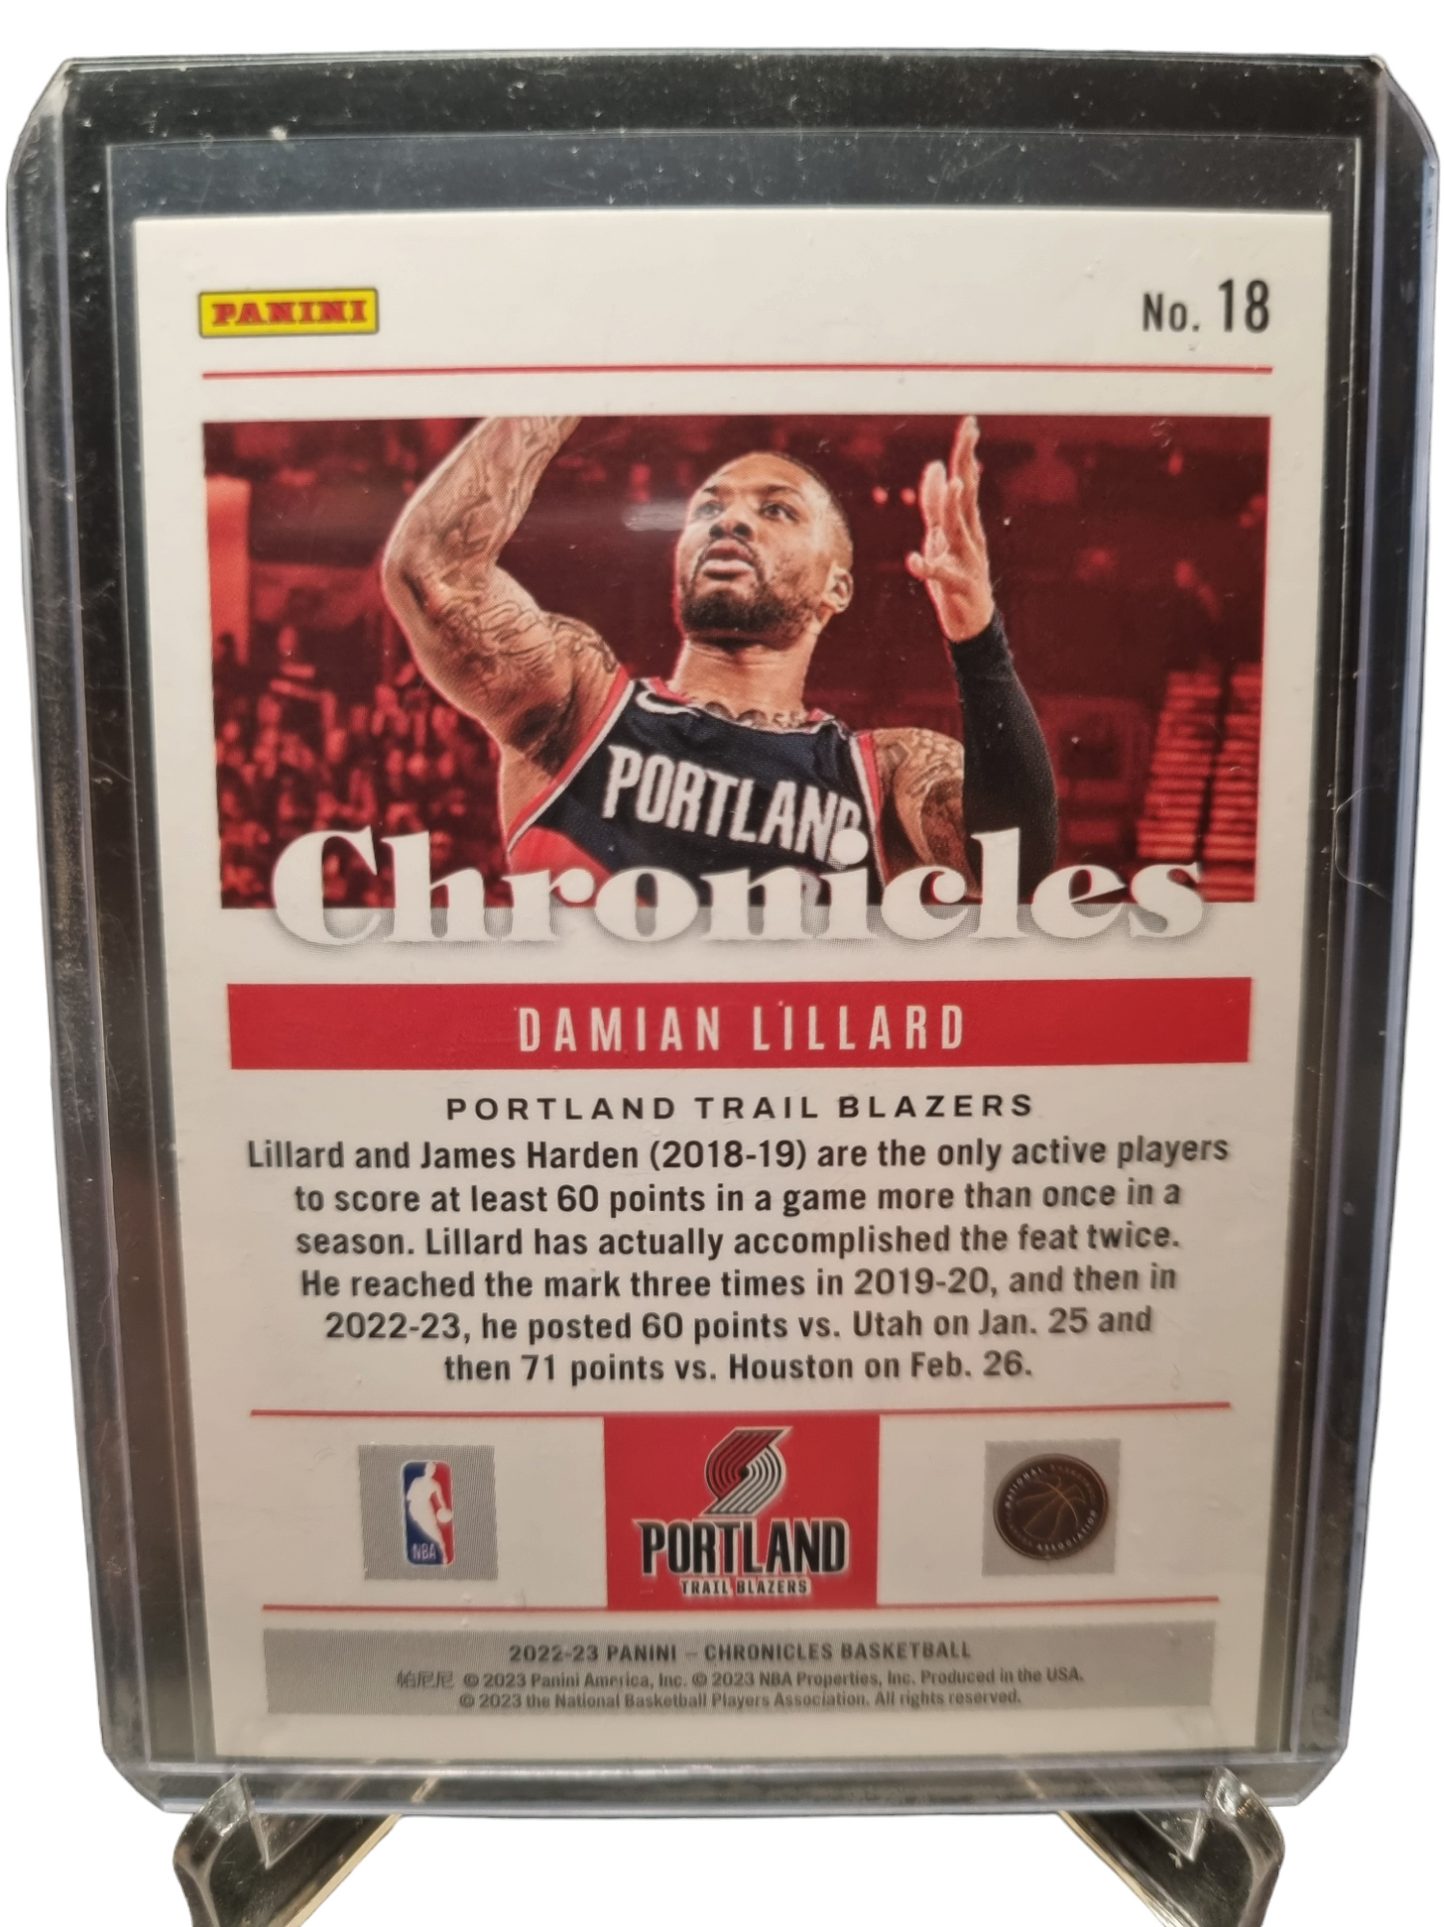 PANINI
No. 18
PORTLAND
Chronicles
DAMIAN LILLARD
PORTLAND TRAIL BLAZERS
Lillard and James Harden (2018-19) are the only active players
to score at least 60 points in a game more than once in a
season. Lillard has actually accomplished the feat twice.
He reached the mark three times in 2019-20, and then in
2022-23, he posted 60 points vs. Utah on Jan. 25 and
then 71 points vs. Houston on Feb. 26.
NBA
PORTLAND
TRAIL BLAZERS
NATIONAL BASKETBALL PLAYERS ASSOCIATION
2022-23 PANINI – CHRONICLES BASKETBALL
帕尼尼 © 2023 Panini America, Inc. © 2023 NBA Properties, Inc. Produced in the USA.
© 2023 the National Basketball Players Association. All rights reserved.